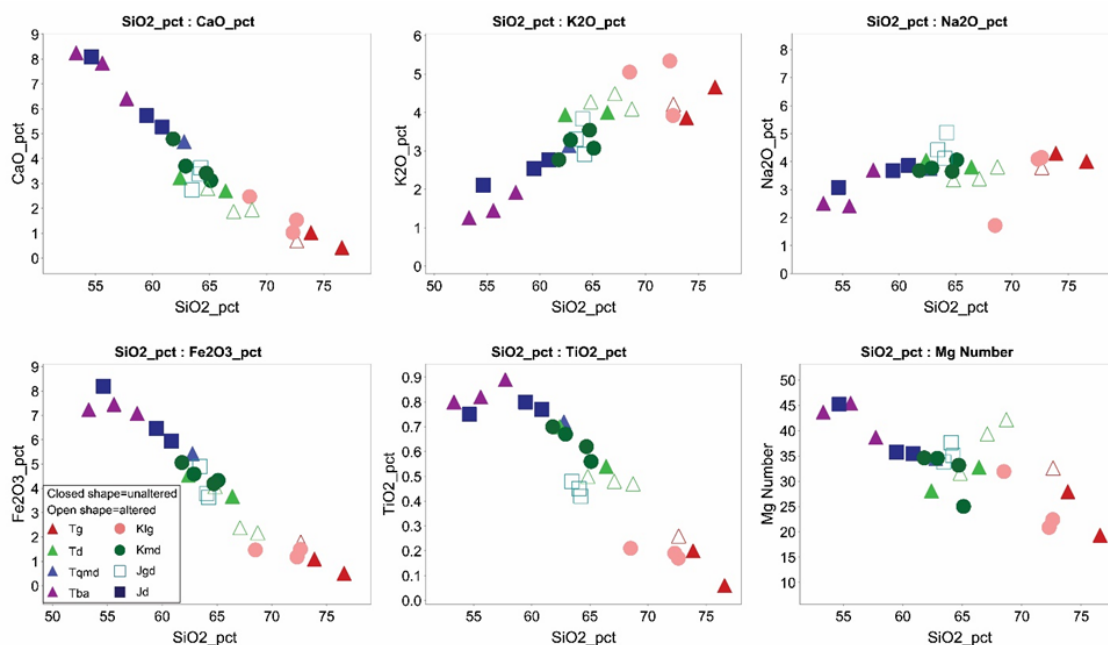 SiO2_pct : CaO_pct
9
8
7
6
5
4
3
2
1
0
CaO_pct
55 60 65 70 75
SiO2_pct
SiO2_pct : K2O_pct
6
5
4
3
2
1
0
K2O_pct
50 55 60 65 70 75
SiO2_pct
SiO2_pct : Na2O_pct
8
7
6
5
4
3
2
1
0
Na2O_pct
55 60 65 70 75
SiO2_pct
SiO2_pct : Fe2O3_pct
9
8
7
6
5
4
3
2
1
0
Fe2O3_pct
Closed shape=unaltered
Open shape=altered
Tg Klg
Td Kmd
Tqmd Jgd
Tba Jd
50 55 60 65 70 75
SiO2_pct
SiO2_pct : TiO2_pct
0.9
0.8
0.7
0.6
0.5
0.4
0.3
0.2
0.1
0.0
TiO2_pct
55 60 65 70 75
SiO2_pct
SiO2_pct : Mg Number
50
45
40
35
30
25
20
15
10
Mg Number
55 60 65 70 75
SiO2_pct